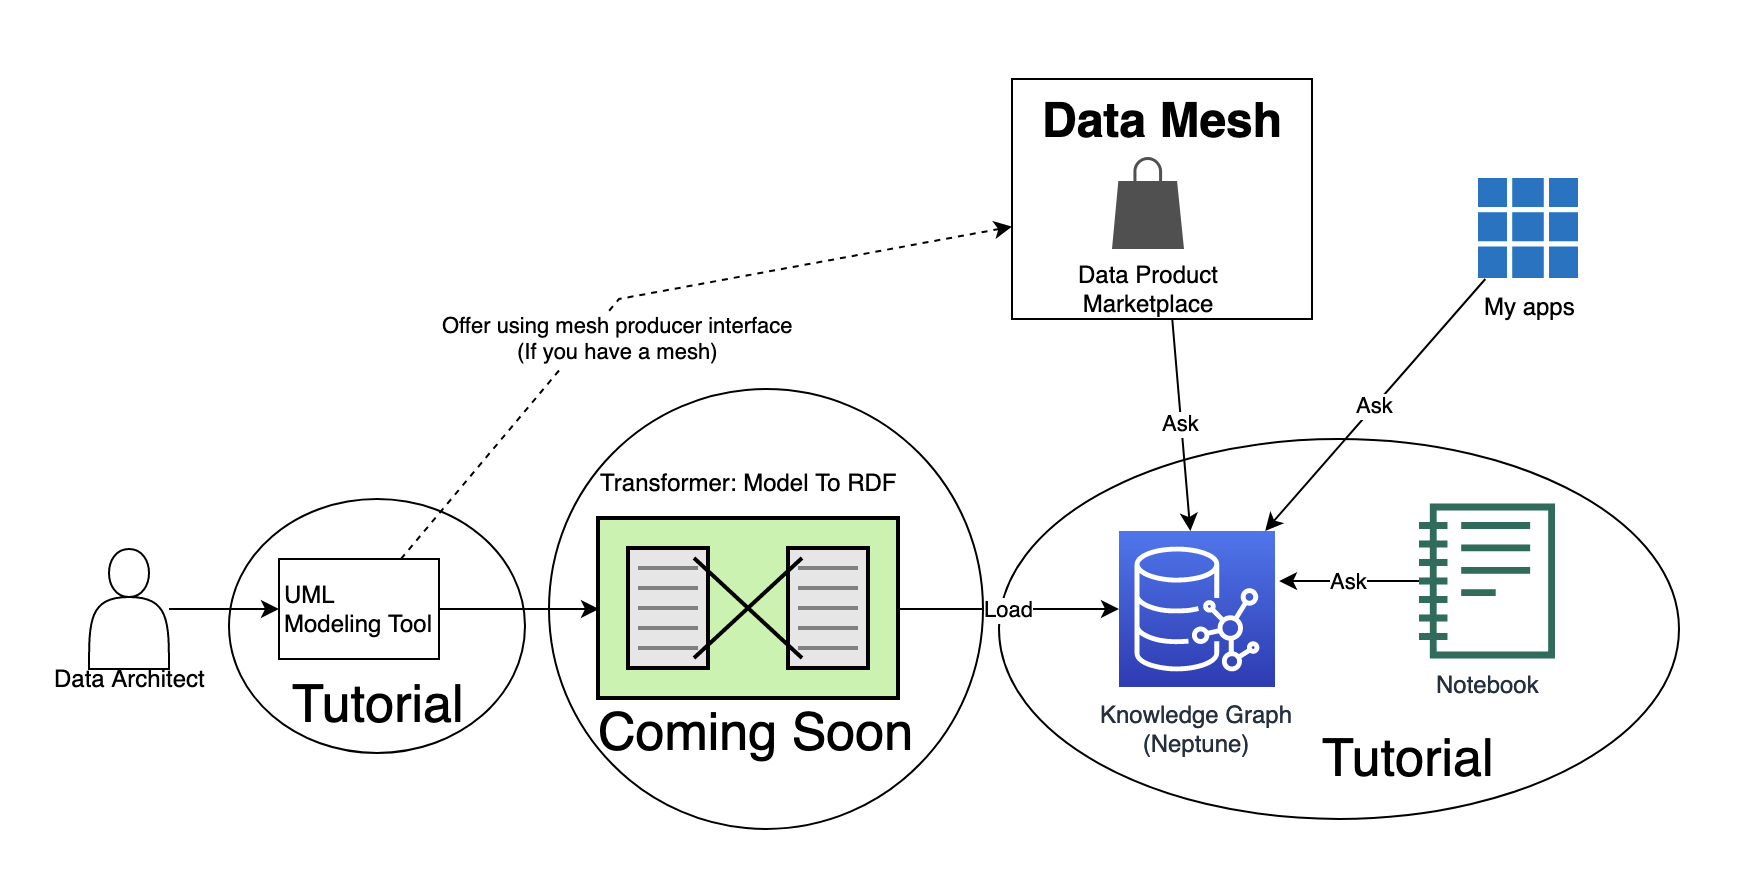 Data Mesh
Data Product
Marketplace
My apps
Offer using mesh producer interface
(If you have a mesh)
Ask
Ask
Transformer: Model To RDF
UML
Modeling Tool
Load
Ask
Data Architect
Tutorial
Coming Soon
Notebook
Knowledge Graph
(Neptune)
Tutorial